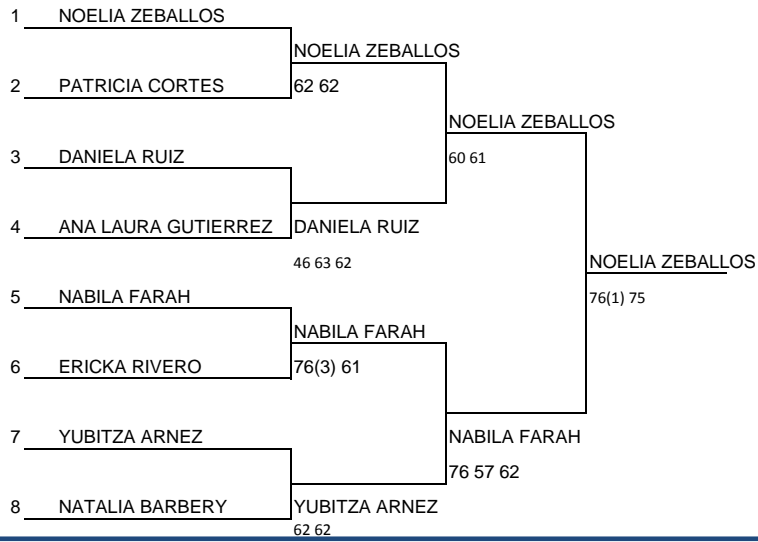 1 NOELIA ZEBALLOS
NOELIA ZEBALLOS
2 PATRICIA CORTES
62 62
NOELIA ZEBALLOS
3 DANIELA RUIZ
60 61
4 ANA LAURA GUTIERREZ
DANIELA RUIZ
46 63 62
NOELIA ZEBALLOS
5 NABILA FARAH
76(1) 75
NABILA FARAH
6 ERICKA RIVERO
76(3) 61
7 YUBITZA ARNEZ
NABILA FARAH
76 57 62
8 NATALIA BARBERY
YUBITZA ARNEZ
62 62